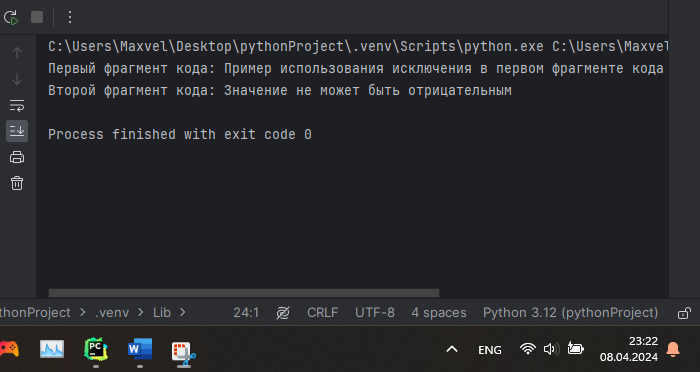 C:\Users\Maxvel\Desktop\pythonProject\.venv\Scripts\python.exe C:\Users\Maxvel
Первый фрагмент кода: Пример использования исключения в первом фрагменте кода
Второй фрагмент кода: Значение не может быть отрицательным
Process finished with exit code 0
thonProject > .venv > Lib > 24:1 CRLF UTF-8 4 spaces Python 3.12 (pythonProject)
PC W ENG 23:22
08.04.2024